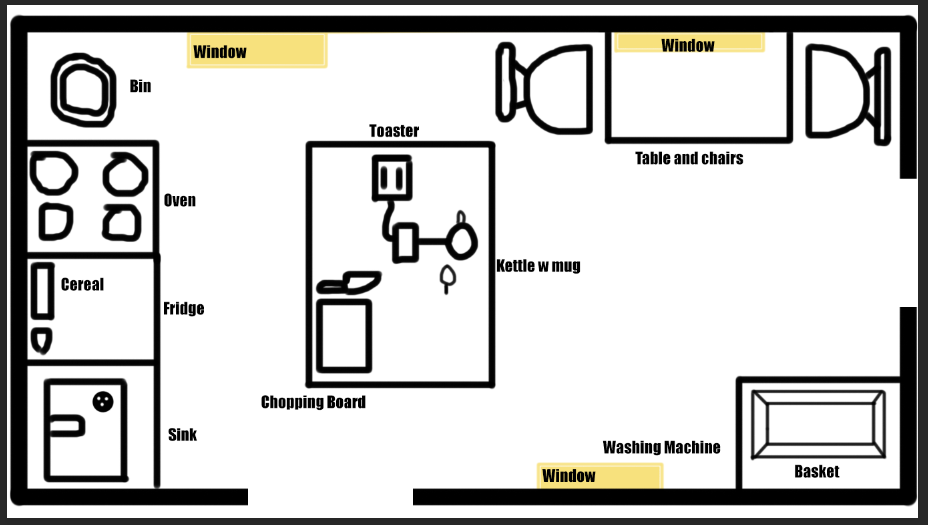 Window
Window
Bin
Toaster
Table and chairs
Oven
Kettle w mug
Cereal
Fridge
Chopping Board
Sink
Washing Machine
Window
Basket